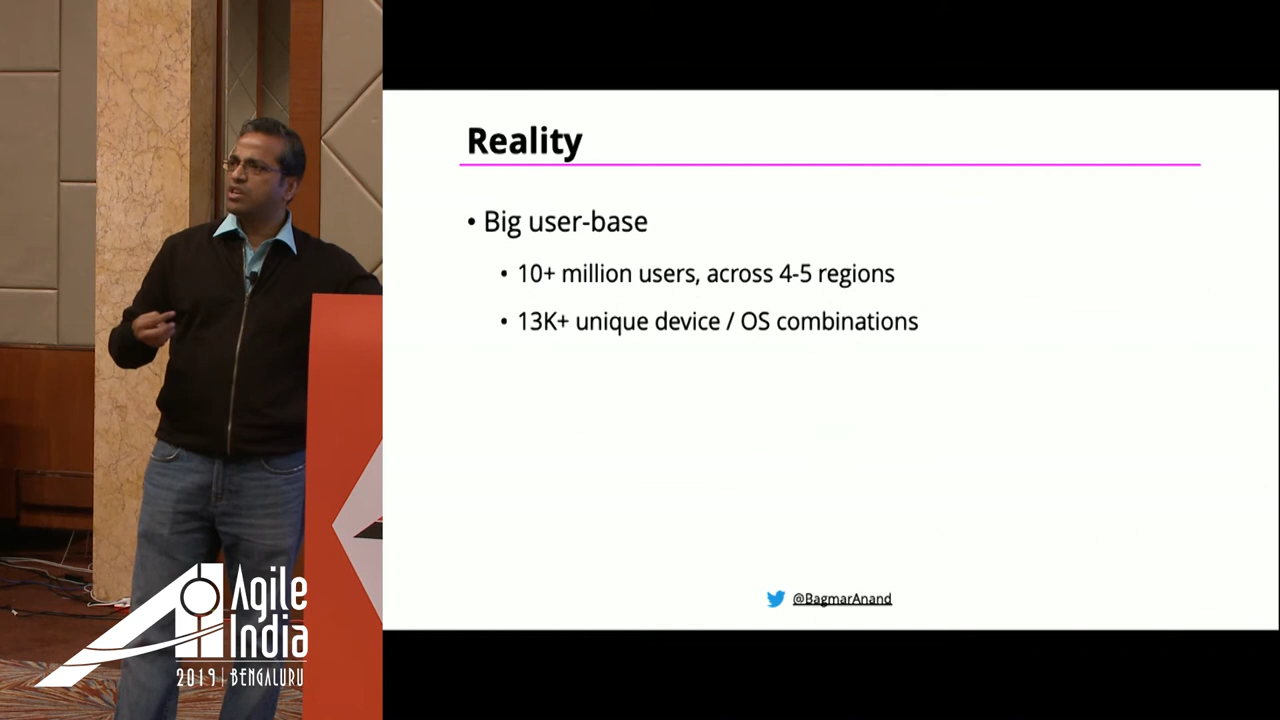 Reality
• Big user-base
• 10+ million users, across 4-5 regions
• 13K+ unique device / OS combinations
@BagmarAnand
Agile
India
2019 | BENGALURU